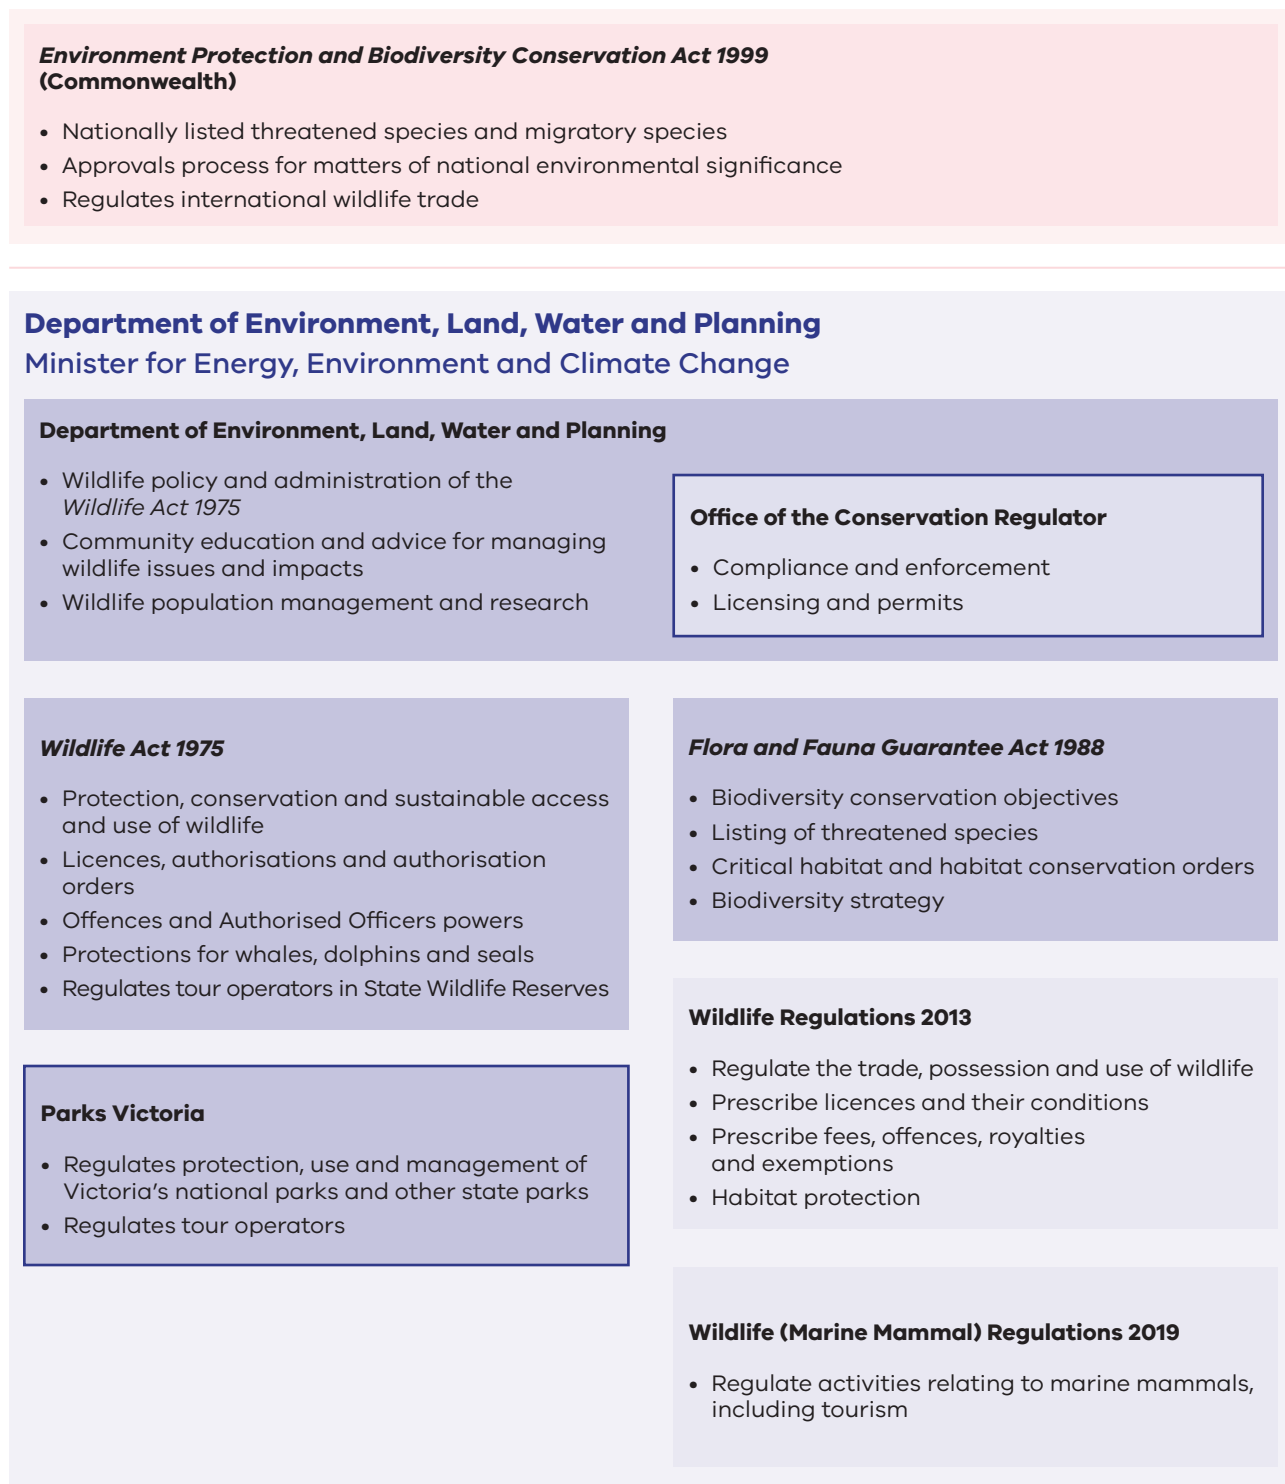 Environment Protection and Biodiversity Conservation Act 1999
(Commonwealth)
• Nationally listed threatened species and migratory species
• Approvals process for matters of national environmental significance
• Regulates international wildlife trade
Department of Environment, Land, Water and Planning
Minister for Energy, Environment and Climate Change
Department of Environment, Land, Water and Planning
• Wildlife policy and administration of the
Wildlife Act 1975
• Community education and advice for managing
wildlife issues and impacts
• Wildlife population management and research
Office of the Conservation Regulator
• Compliance and enforcement
• Licensing and permits
Wildlife Act 1975
• Protection, conservation and sustainable access
and use of wildlife
• Licences, authorisations and authorisation
orders
• Offences and Authorised Officers powers
• Protections for whales, dolphins and seals
• Regulates tour operators in State Wildlife Reserves
Parks Victoria
• Regulates protection, use and management of
Victoria’s national parks and other state parks
• Regulates tour operators
Flora and Fauna Guarantee Act 1988
• Biodiversity conservation objectives
• Listing of threatened species
• Critical habitat and habitat conservation orders
• Biodiversity strategy
Wildlife Regulations 2013
• Regulate the trade, possession and use of wildlife
• Prescribe licences and their conditions
• Prescribe fees, offences, royalties
and exemptions
• Habitat protection
Wildlife (Marine Mammal) Regulations 2019
• Regulate activities relating to marine mammals,
including tourism